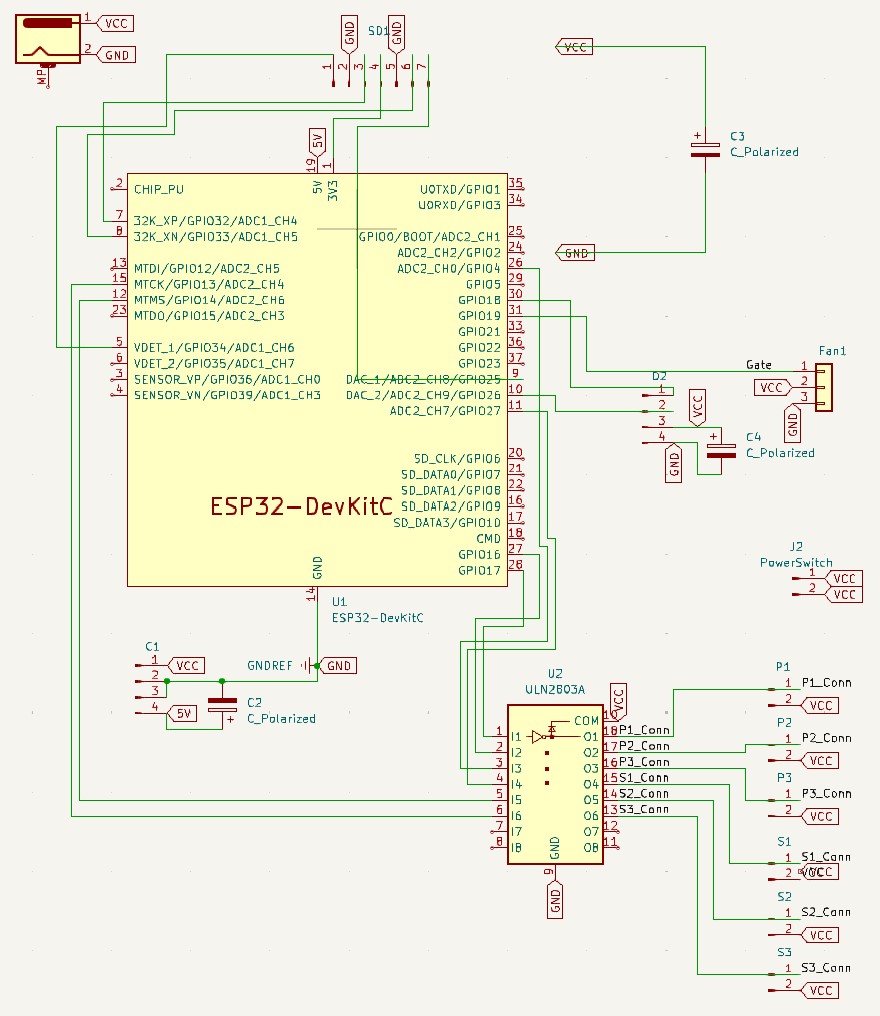 1 VCC
2 GND
MP
SD1
GND
GND
1 2 3 4 5 6 7
VCC
C3
C_Polarized
GND
5V
19 1
5V 3V3
2 CHIP_PU
7 32K_XP/GPIO32/ADC1_CH4
8 32K_XN/GPIO33/ADC1_CH5
13 MTDI/GPIO12/ADC2_CH5
15 MTCK/GPIO13/ADC2_CH4
12 MTMS/GPIO14/ADC2_CH6
23 MTDO/GPIO15/ADC2_CH3
5 VDET_1/GPIO34/ADC1_CH6
6 VDET_2/GPIO35/ADC1_CH7
3 SENSOR_VP/GPIO36/ADC1_CH0
4 SENSOR_VN/GPIO39/ADC1_CH3
U0TXD/GPIO1 35
U0RXD/GPIO3 34
GPIO0/BOOT/ADC2_CH1 25
ADC2_CH2/GPIO2 24
ADC2_CH0/GPIO4 26
GPIO5 29
GPIO18 30
GPIO19 31
GPIO21 33
GPIO22 36
GPIO23 37
DAC_1/ADC2_CH8/GPIO25 9
DAC_2/ADC2_CH9/GPIO26 10
ADC2_CH7/GPIO27 11
SD_CLK/GPIO6 20
SD_DATA0/GPIO7 21
SD_DATA1/GPIO8 22
SD_DATA2/GPIO9 16
SD_DATA3/GPIO10 17
CMD 18
GPIO16 27
GPIO17 28
ESP32-DevKitC
GND
14
U1
ESP32-DevKitC
Fan1
Gate 1
VCC 2
3
GND
D2
1
2
3
4
VCC
GND
C4
C_Polarized
J2
PowerSwitch
1 VCC
2 VCC
GNDREF GND
C1
1 VCC
2
3
4 5V
C2
C_Polarized
U2
ULN2803A
VCC
COM 10
1 I1
2 I2
3 I3
4 I4
5 I5
6 I6
7 I7
8 I8
O1 18 P1_Conn
O2 17 P2_Conn
O3 16 P3_Conn
O4 15 S1_Conn
O5 14 S2_Conn
O6 13 S3_Conn
O7 12
O8 11
GND
9
GND
P1
1 P1_Conn
2 VCC
P2
1 P2_Conn
2 VCC
P3
1 P3_Conn
2 VCC
S1
1 S1_Conn
2 VCC
S2
1 S2_Conn
2 VCC
S3
1 S3_Conn
2 VCC